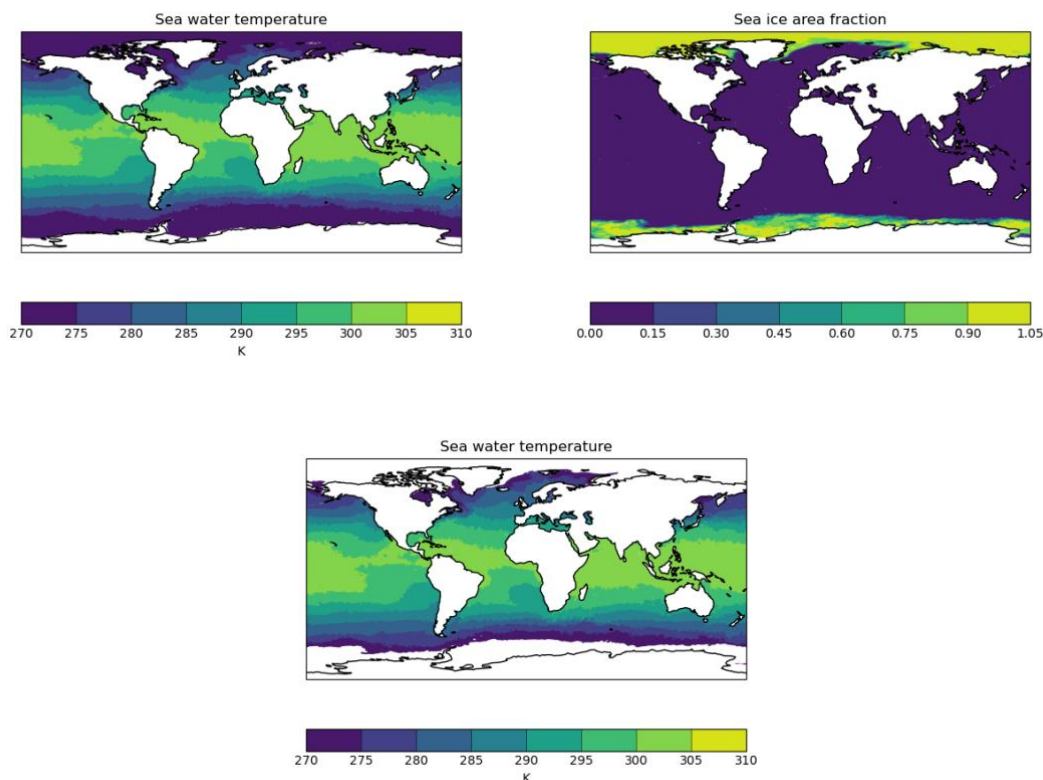 Sea water temperature
270 275 280 285 290 295 300 305 310
K
Sea ice area fraction
0.00 0.15 0.30 0.45 0.60 0.75 0.90 1.05
Sea water temperature
270 275 280 285 290 295 300 305 310
K